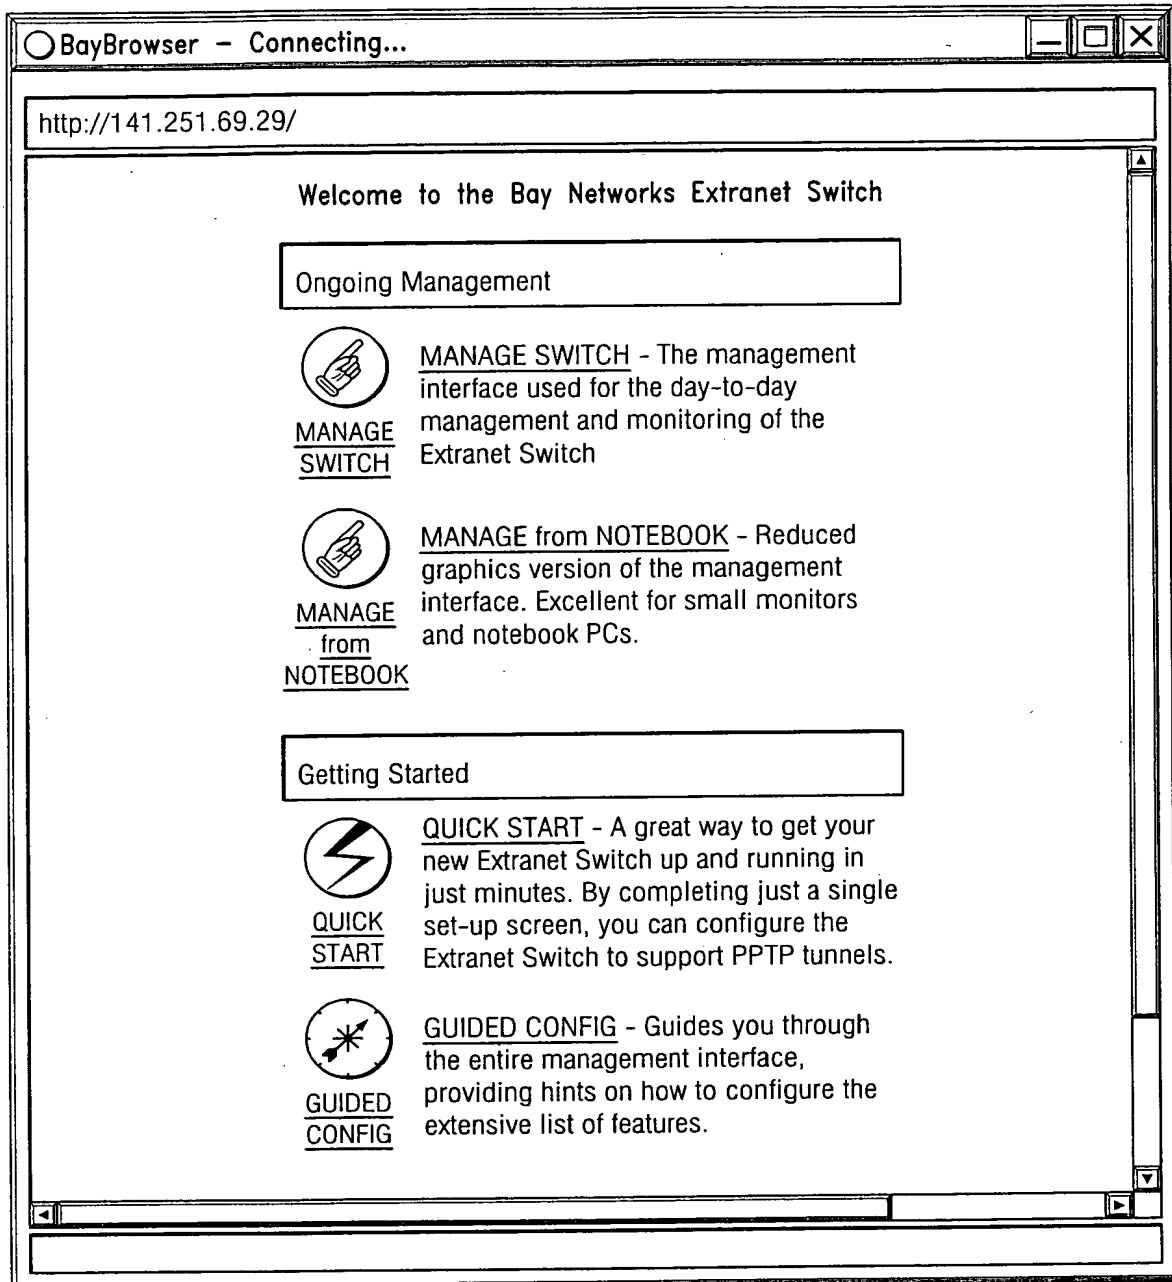 BayBrowser - Connecting...
http://141.251.69.29/
Welcome to the Bay Networks Extranet Switch
Ongoing Management
MANAGE SWITCH - The management
interface used for the day-to-day
management and monitoring of the
Extranet Switch
MANAGE
SWITCH
MANAGE from NOTEBOOK - Reduced
graphics version of the management
interface. Excellent for small monitors
and notebook PCs.
MANAGE
from
NOTEBOOK
Getting Started
QUICK START - A great way to get your
new Extranet Switch up and running in
just minutes. By completing just a single
set-up screen, you can configure the
Extranet Switch to support PPTP tunnels.
QUICK
START
GUIDED CONFIG - Guides you through
the entire management interface,
providing hints on how to configure the
extensive list of features.
GUIDED
CONFIG